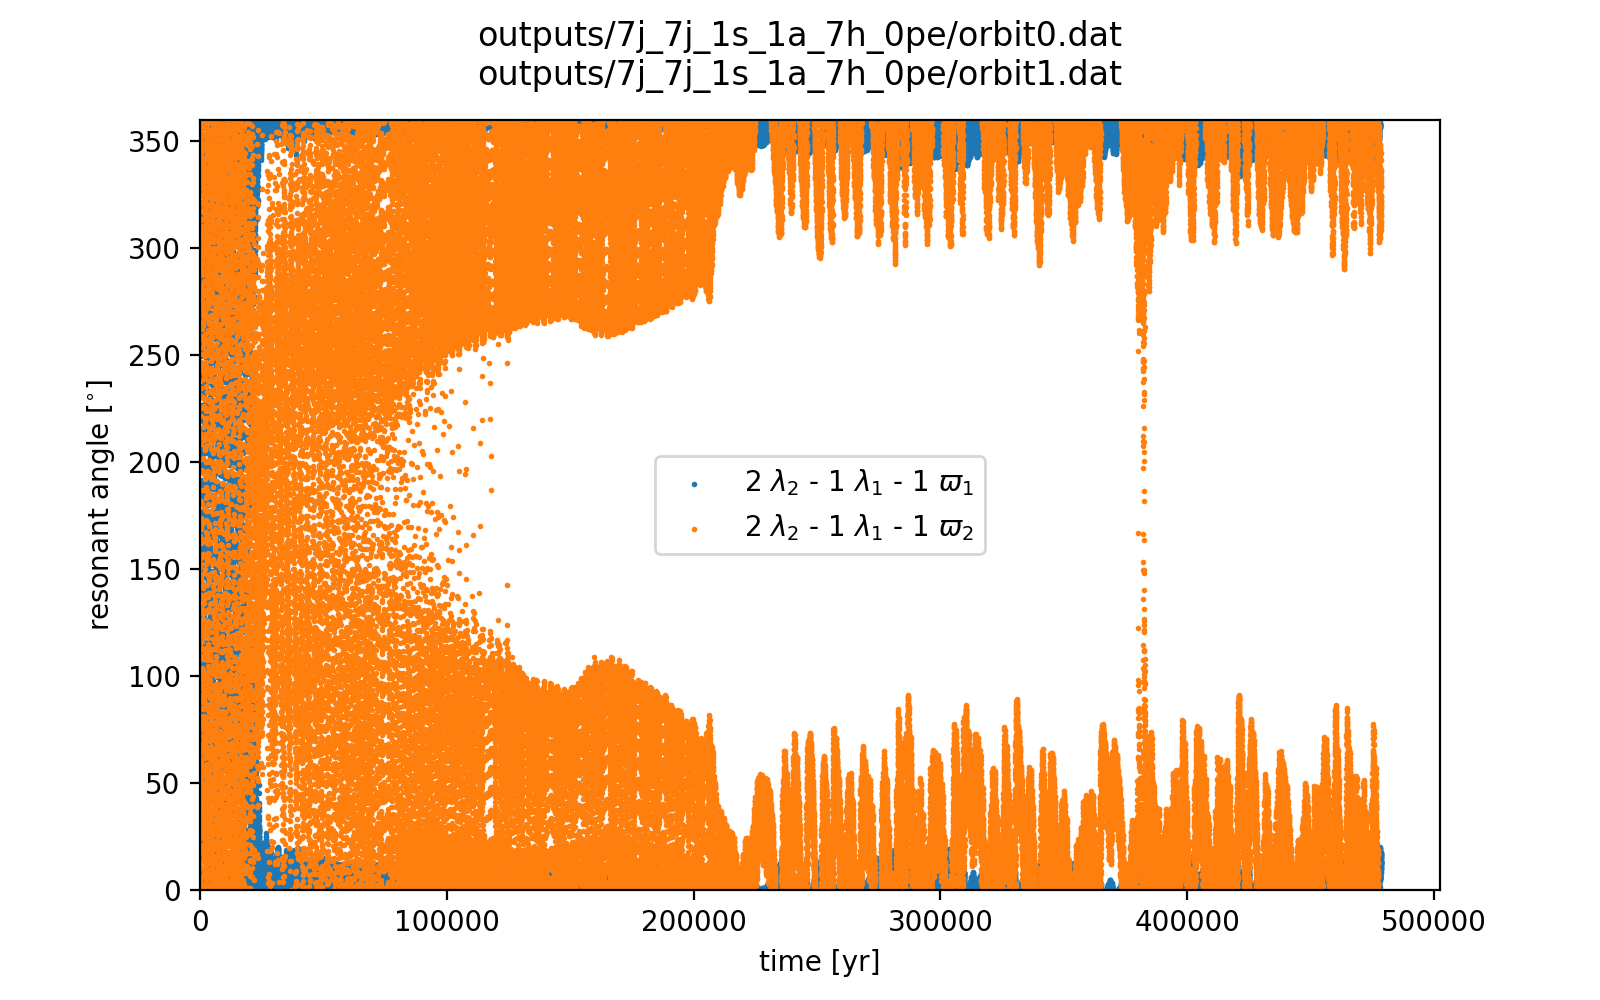 outputs/7j_7j_1s_1a_7h_0pe/orbit0.dat
outputs/7j_7j_1s_1a_7h_0pe/orbit1.dat
350
300
250
200
150
100
50
0
resonant angle [°]
2 λ₂ - 1 λ₁ - 1 ϖ₁
2 λ₂ - 1 λ₁ - 1 ϖ₂
0
100000
200000
300000
400000
500000
time [yr]